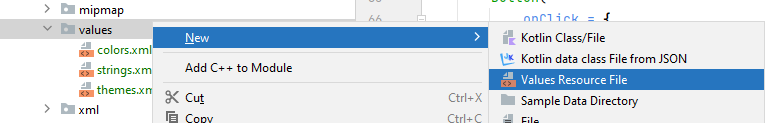 mipmap
values
colors.xml
strings.xml
themes.xm
xml
New
Add C++ to Module
Cut Ctrl+X
Copy Ctrl+C
66
Button(
onClick = {
Kotlin Class/File
Kotlin data class File from JSON
Values Resource File
Sample Data Directory
File